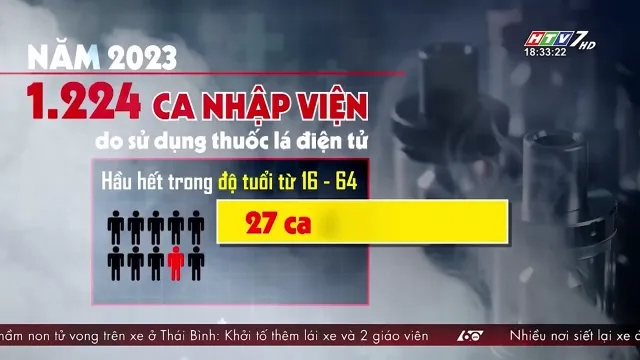 NĂM 2023
HTV7 HD
18:33:22
1.224 CA NHẬP VIỆN
do sử dụng thuốc lá điện tử
Hầu hết trong độ tuổi từ 16 - 64
27 ca
mầm non tử vong trên xe ở Thái Bình: Khởi tố thêm lái xe và 2 giáo viên
60
Nhiều nơi siết lại xe